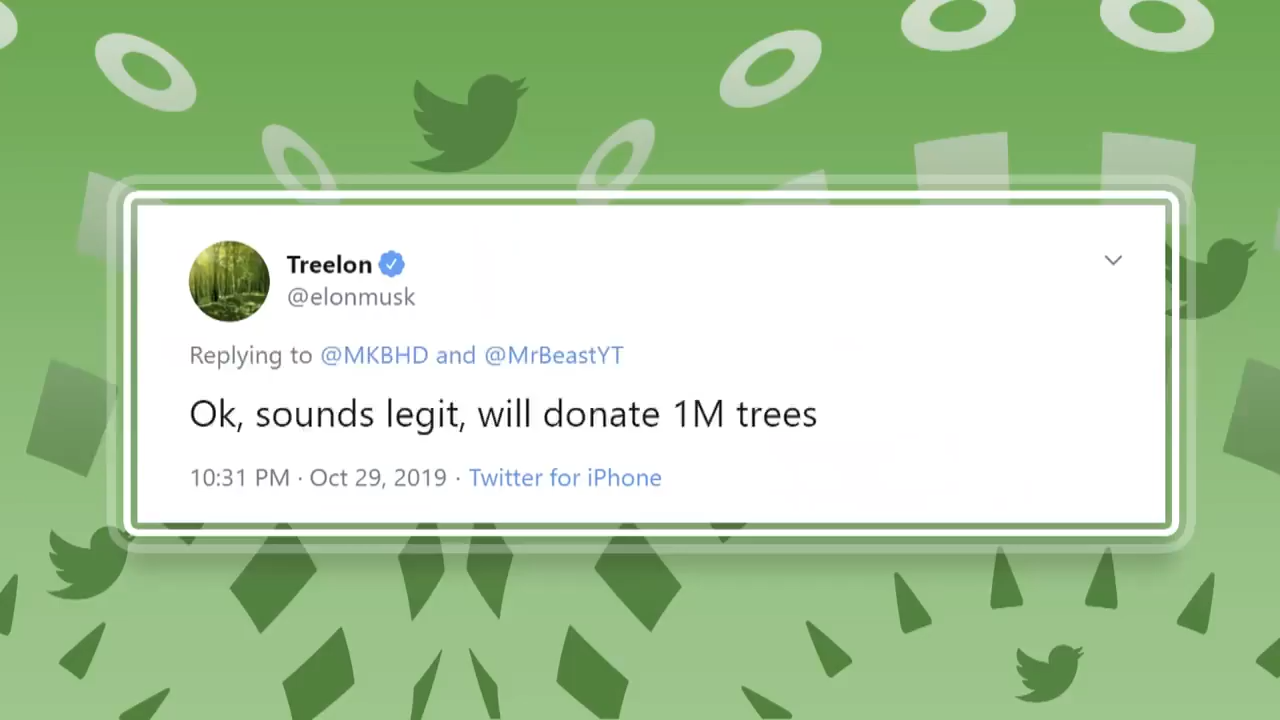 Treelon
@elonmusk
Replying to @MKBHD and @MrBeastYT
Ok, sounds legit, will donate 1M trees
10:31 PM · Oct 29, 2019 · Twitter for iPhone